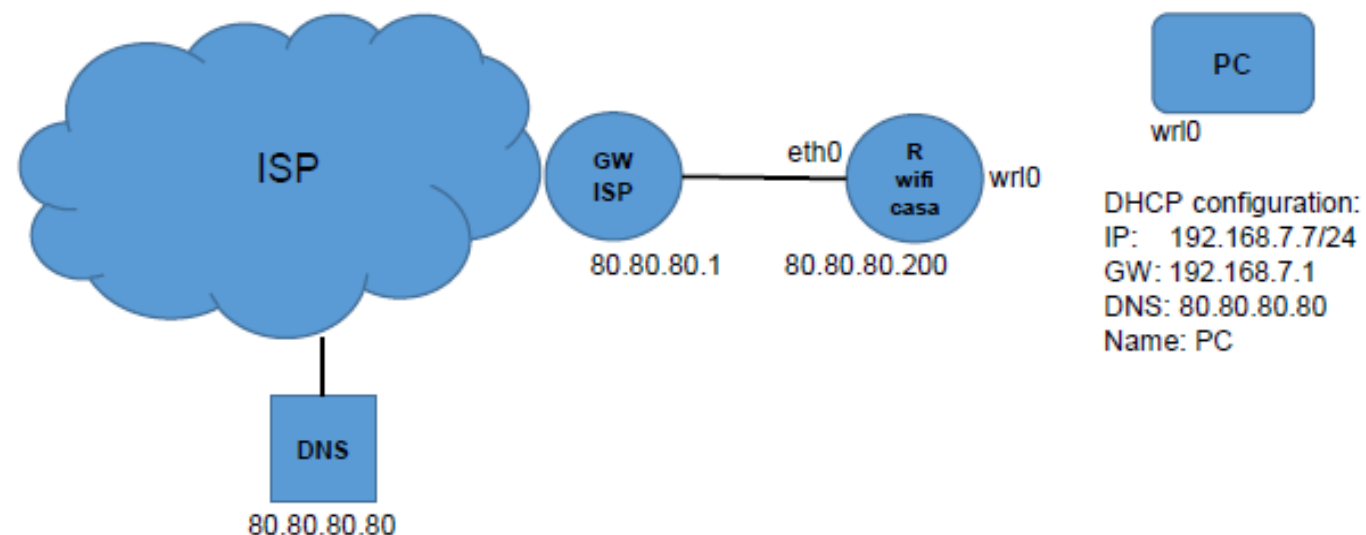 ISP
GW
ISP
eth0
R
wifi
casa
wrl0
80.80.80.1
80.80.80.200
DNS
80.80.80.80
PC
wrl0
DHCP configuration:
IP: 192.168.7.7/24
GW: 192.168.7.1
DNS: 80.80.80.80
Name: PC